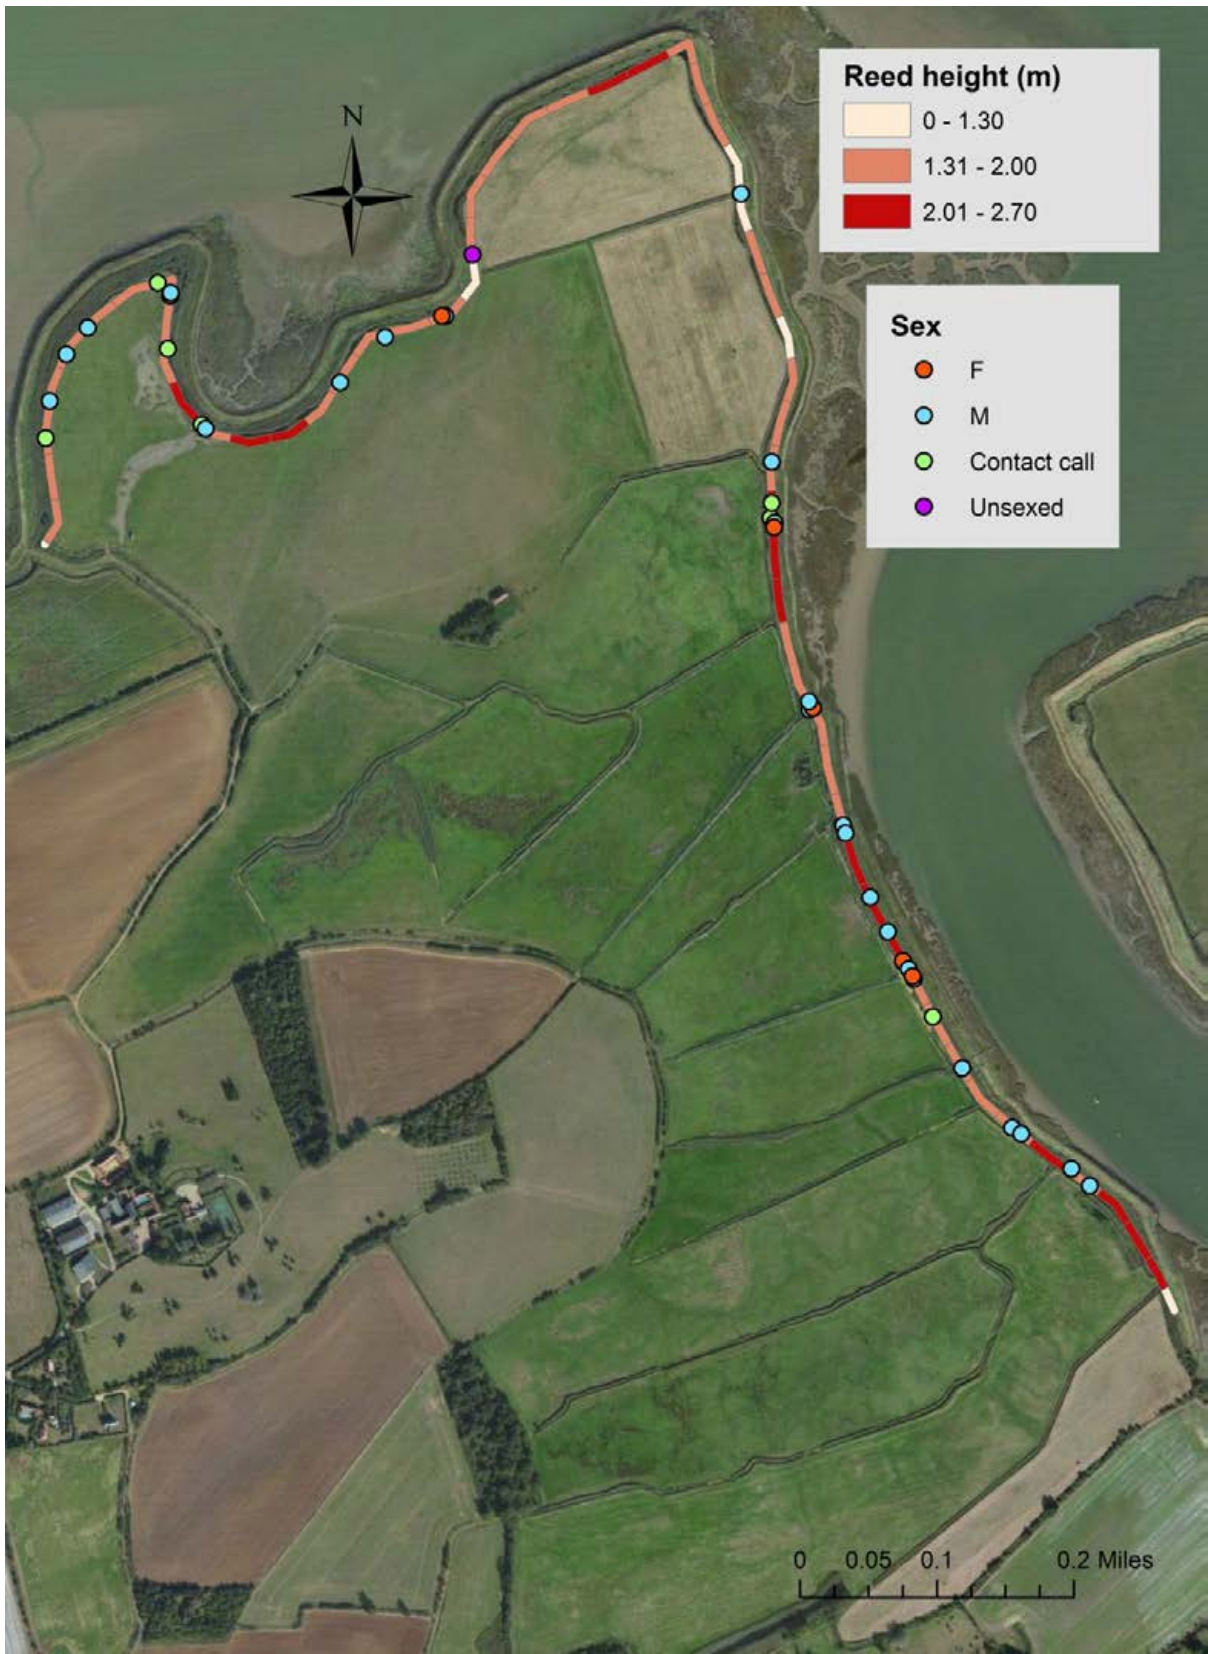 N
Reed height (m)
0 - 1.30
1.31 - 2.00
2.01 - 2.70
Sex
F
M
Contact call
Unsexed
0 0.05 0.1 0.2 Miles